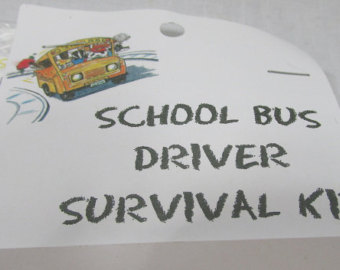 SCHOOL BUS
DRIVER
SURVIVAL KI